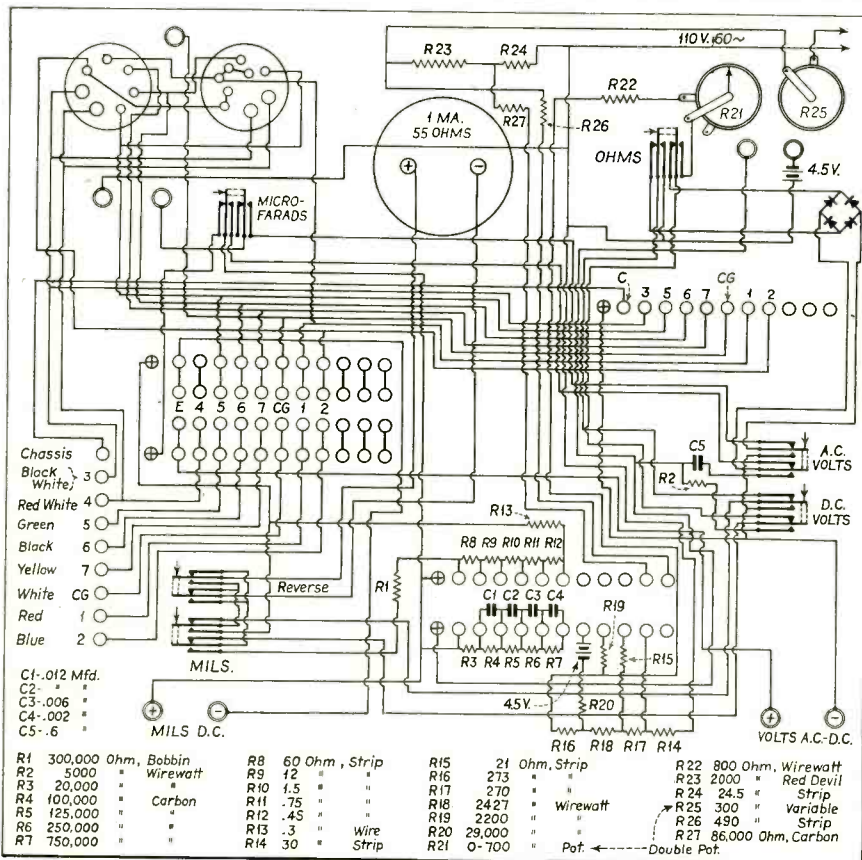 R23
R24
110 V. 60~
R22
R21
R25
R27
R26
1 MA.
55 OHMS
+
-
OHMS
4.5 V.
MICRO-
FARADS
C 3 5 6 7 CG 1 2
E 4 5 6 7 CG 1 2
Chassis
Black
White } 3
Red White 4
Green 5
Black 6
Yellow 7
White CG
Red 1
Blue 2
C5
R2
A.C.
VOLTS
D.C.
VOLTS
R13
R8 R9 R10 R11 R12
R1
Reverse
C1 C2 C3 C4
R19
R3 R4 R5 R6 R7
R15
MILS.
4.5V.
R20
R16 R18 R17 R14
+ MILS D.C. -
+ VOLTS A.C.-D.C. -
C1-.012 Mfd.
C2- " "
C3-.006 "
C4-.002 "
C5-.6 "
R1 300,000 Ohm, Bobbin
R2 5000 " Wirewatt
R3 20,000 " "
R4 100,000 " Carbon
R5 125,000 " "
R6 250,000 " "
R7 750,000 " "
R8 60 Ohm, Strip
R9 12 " "
R10 1.5 " "
R11 .75 " "
R12 .45 " "
R13 .3 " Wire
R14 30 " Strip
R15 21 Ohm, Strip
R16 273 " "
R17 270 " "
R18 2427 " Wirewatt
R19 2200 " "
R20 29,000 " "
R21 0-700 " Pot.
R22 800 Ohm, Wirewatt
R23 2000 " Red Devil
R24 24.5 " Strip
R25 300 " Variable
R26 490 " Strip
R27 86,000 Ohm, Carbon
Double Pot.